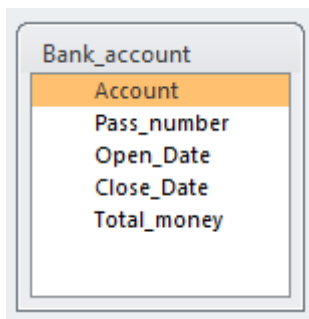 Bank_account
Account
Pass_number
Open_Date
Close_Date
Total_money